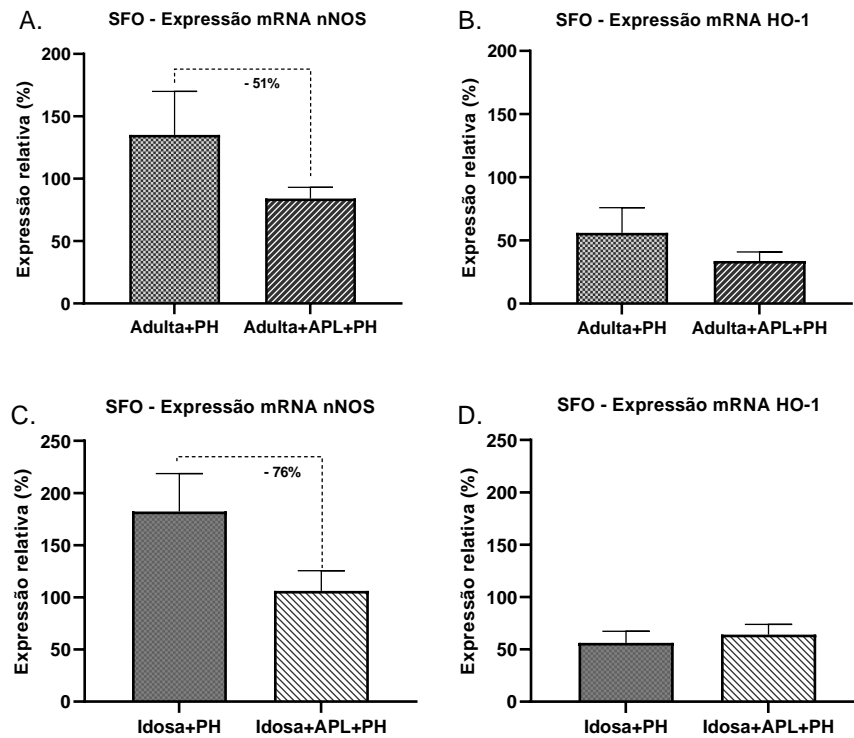 A.
SFO - Expressão mRNA nNOS
Expressão relativa (%)
200
150
100
50
0
- 51%
Adulta+PH
Adulta+APL+PH
B.
SFO - Expressão mRNA HO-1
Expressão relativa (%)
200
150
100
50
0
Adulta+PH
Adulta+APL+PH
C.
SFO - Expressão mRNA nNOS
Expressão relativa (%)
250
200
150
100
50
0
- 76%
Idosa+PH
Idosa+APL+PH
D.
SFO - Expressão mRNA HO-1
Expressão relativa (%)
250
200
150
100
50
0
Idosa+PH
Idosa+APL+PH